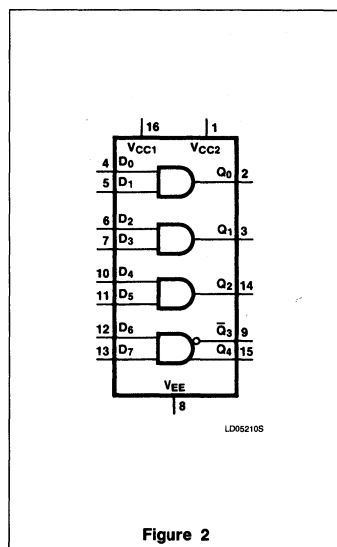 16 1
VCC1 VCC2
4 D0
5 D1
Q0 2
6 D2
7 D3
Q1 3
10 D4
11 D5
Q2 14
12 D6
13 D7
Q̅3 9
Q4 15
VEE
8
LD05210S
Figure 2